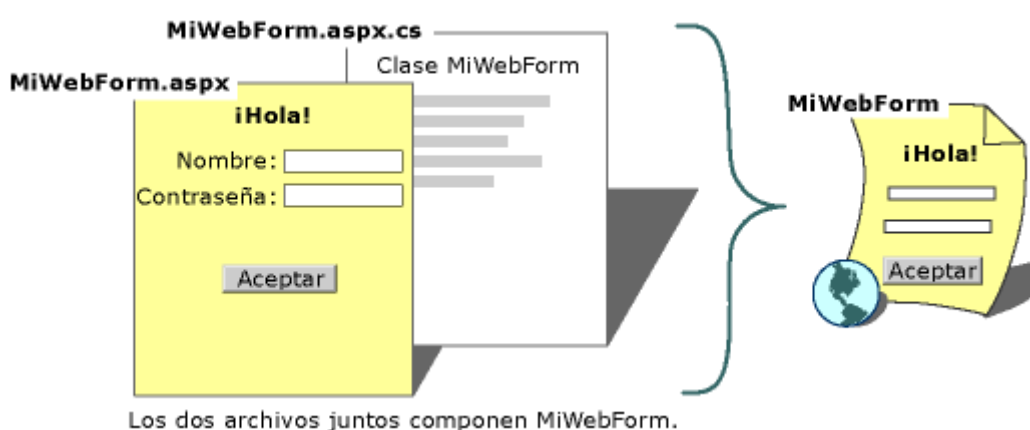 MiWebForm.aspx.cs
Clase MiWebForm
MiWebForm.aspx
¡Hola!
Nombre:
Contraseña:
Aceptar
MiWebForm
¡Hola!
Aceptar
Los dos archivos juntos componen MiWebForm.